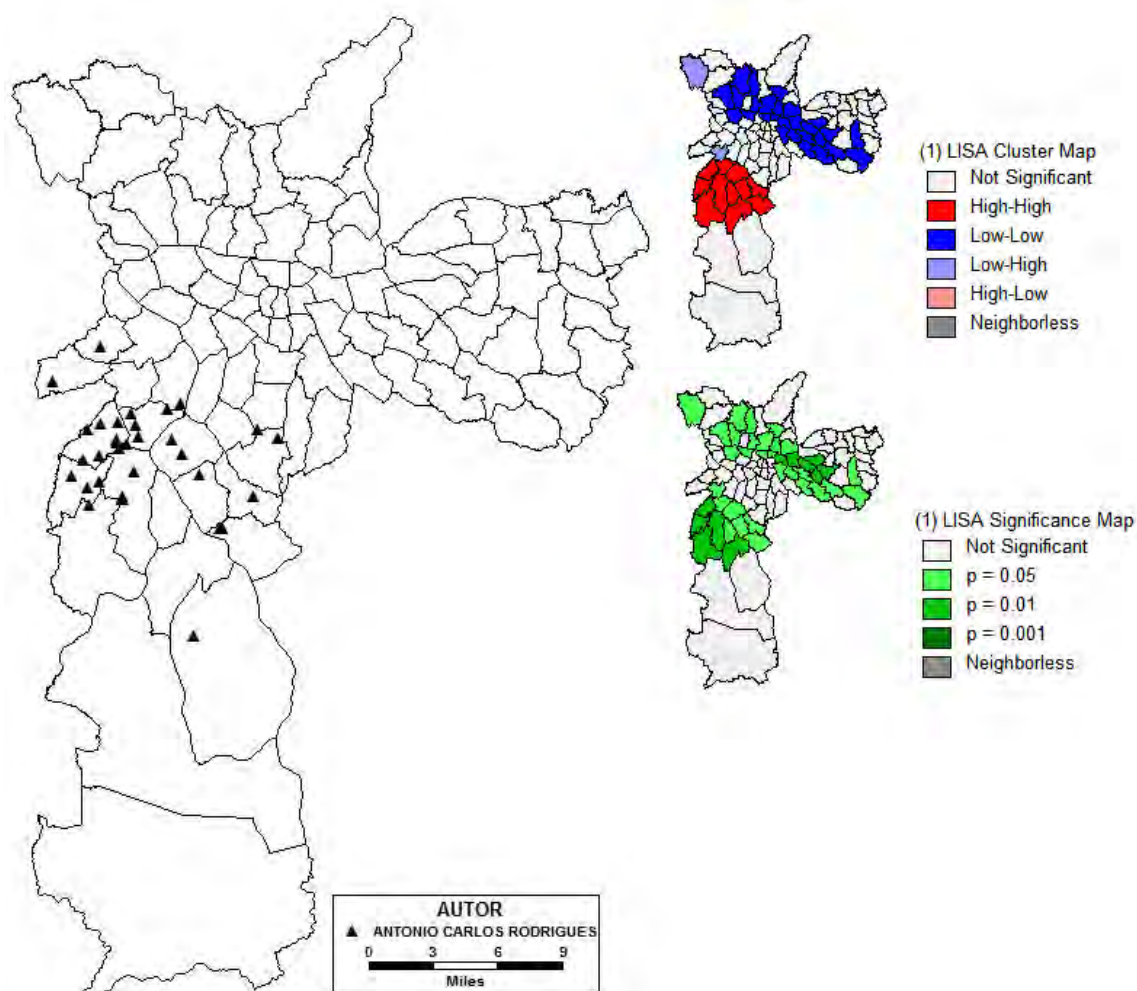 (1) LISA Cluster Map
Not Significant
High-High
Low-Low
Low-High
High-Low
Neighborless
(1) LISA Significance Map
Not Significant
p = 0.05
p = 0.01
p = 0.001
Neighborless
AUTOR
ANTONIO CARLOS RODRIGUES
0 3 6 9
Miles